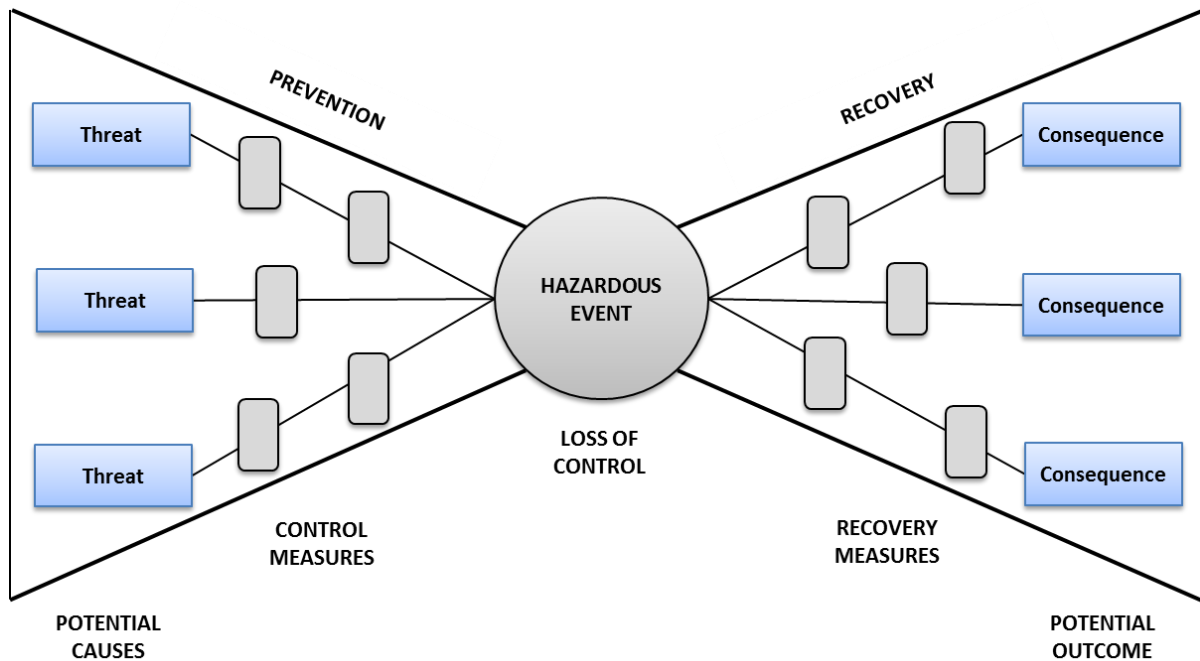 PREVENTION
RECOVERY
Threat
Consequence
Threat
HAZARDOUS
EVENT
Consequence
Threat
LOSS OF
CONTROL
Consequence
CONTROL
MEASURES
RECOVERY
MEASURES
POTENTIAL
CAUSES
POTENTIAL
OUTCOME